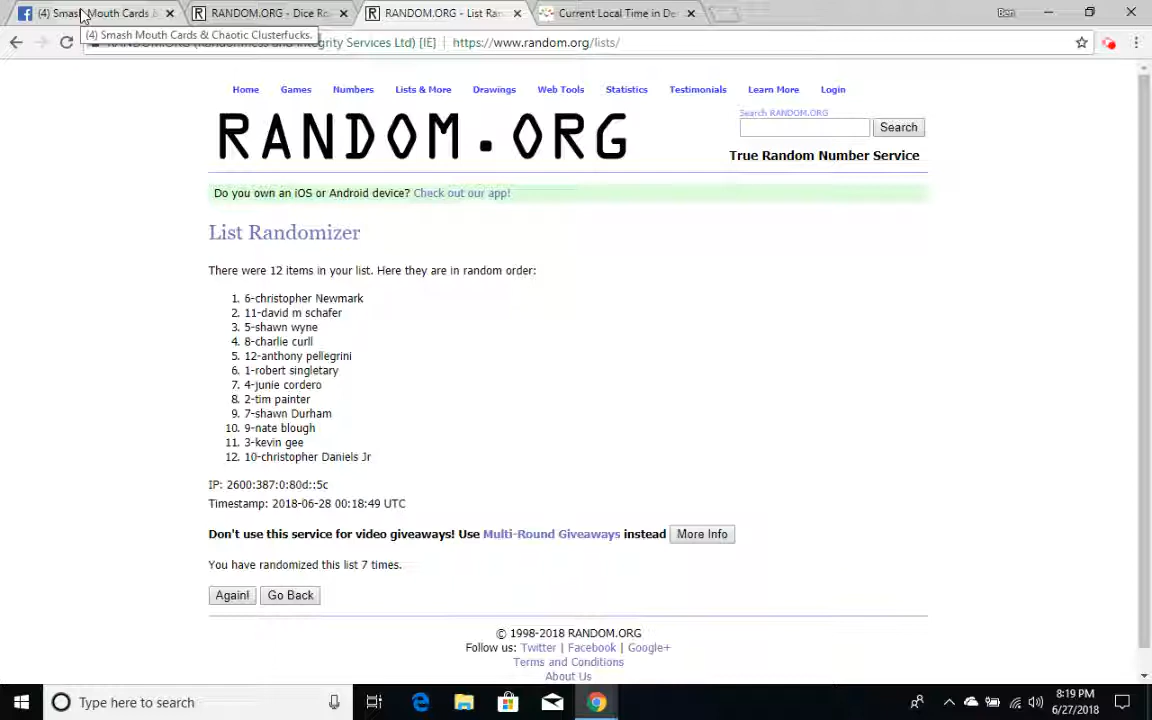 (4) Smash Mouth Cards &
RANDOM.ORG - Dice Ro
RANDOM.ORG - List Ran
Current Local Time in De
Ben
(4) Smash Mouth Cards & Chaotic Clusterfucks.
Integrity Services Ltd) [IE] https://www.random.org/lists/
Home Games Numbers Lists & More Drawings Web Tools Statistics Testimonials Learn More Login
RANDOM.ORG
Search RANDOM.ORG
Search
True Random Number Service
Do you own an iOS or Android device? Check out our app!
List Randomizer
There were 12 items in your list. Here they are in random order:
1. 6-christopher Newmark
2. 11-david m schafer
3. 5-shawn wyne
4. 8-charlie curll
5. 12-anthony pellegrini
6. 1-robert singletary
7. 4-junie cordero
8. 2-tim painter
9. 7-shawn Durham
10. 9-nate blough
11. 3-kevin gee
12. 10-christopher Daniels Jr
IP: 2600:387:0:80d::5c
Timestamp: 2018-06-28 00:18:49 UTC
Don't use this service for video giveaways! Use Multi-Round Giveaways instead More Info
You have randomized this list 7 times.
Again! Go Back
© 1998-2018 RANDOM.ORG
Follow us: Twitter | Facebook | Google+
Terms and Conditions
About Us
Type here to search
8:19 PM
6/27/2018